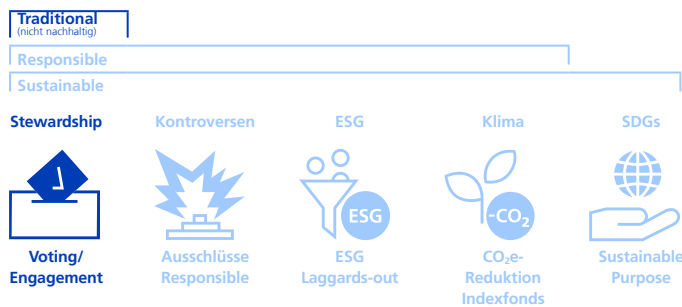 Traditional
(nicht nachhaltig)
Responsible
Sustainable
Stewardship Kontroversen ESG Klima SDGs
ESG -CO₂
Voting/ Ausschlüsse ESG CO₂e- Sustainable
Engagement Responsible Laggards-out Reduktion Purpose
Indexfonds